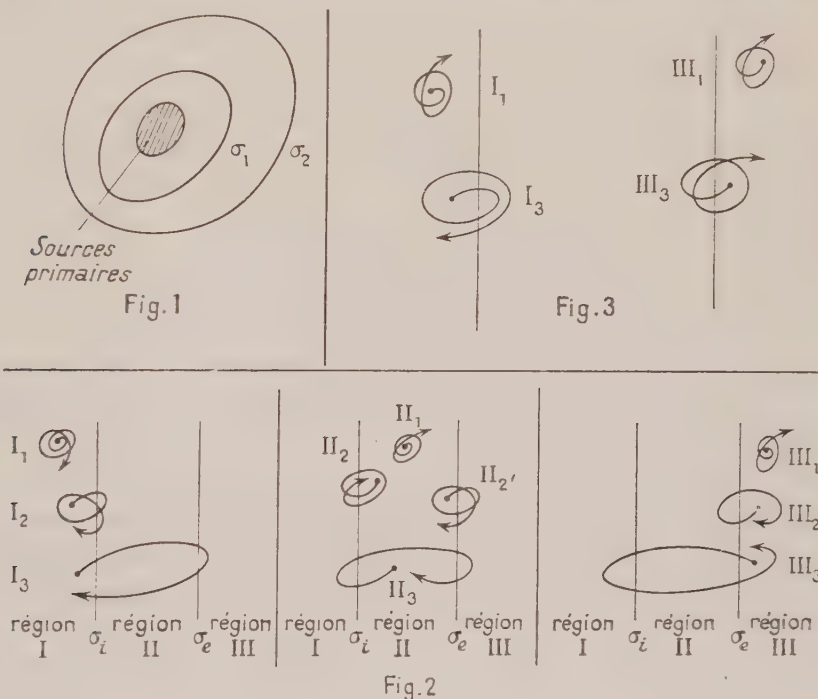 σ1
σ2
Sources
primaires
Fig.1
I1
I3
III1
III3
Fig.3
I1
I2
I3
région
I
σi
région
II
σe
région
III
II1
II2
II2'
II3
région
I
σi
région
II
σe
région
III
III1
III2
III3
région
I
σi
région
II
σe
région
III
Fig.2